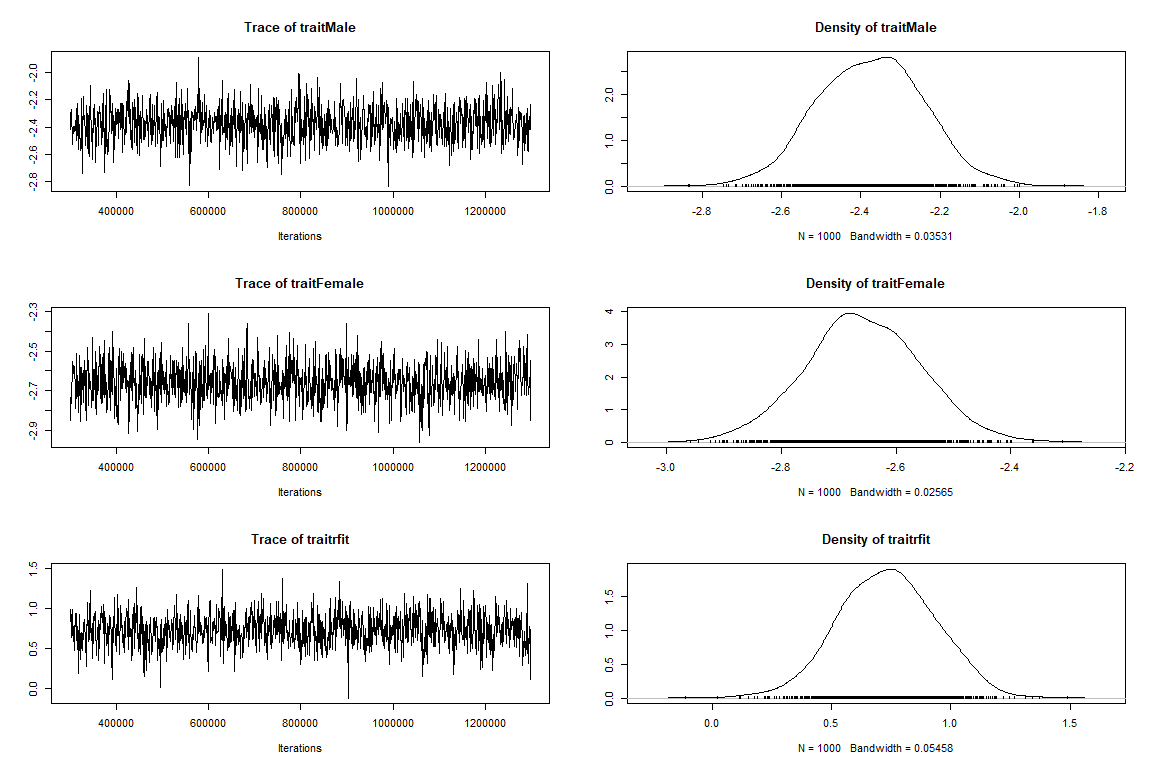 Trace of traitMale
-2.0
-2.2
-2.4
-2.6
-2.8
400000 600000 800000 1000000 1200000
Iterations
Density of traitMale
2.0
1.0
0.0
-2.8 -2.6 -2.4 -2.2 -2.0 -1.8
N = 1000 Bandwidth = 0.03531
Trace of traitFemale
-2.3
-2.5
-2.7
-2.9
400000 600000 800000 1000000 1200000
Iterations
Density of traitFemale
4
3
2
1
0
-3.0 -2.8 -2.6 -2.4 -2.2
N = 1000 Bandwidth = 0.02565
Trace of traitrfit
1.5
1.0
0.5
0.0
400000 600000 800000 1000000 1200000
Iterations
Density of traitrfit
1.5
1.0
0.5
0.0
0.0 0.5 1.0 1.5
N = 1000 Bandwidth = 0.05458